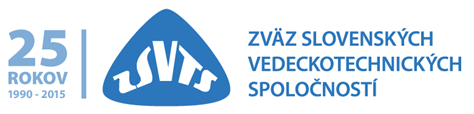 25
ROKOV
1990 - 2015
ZSVTS
ZVÄZ SLOVENSKÝCH
VEDECKOTECHNICKÝCH
SPOLOČNOSTÍ